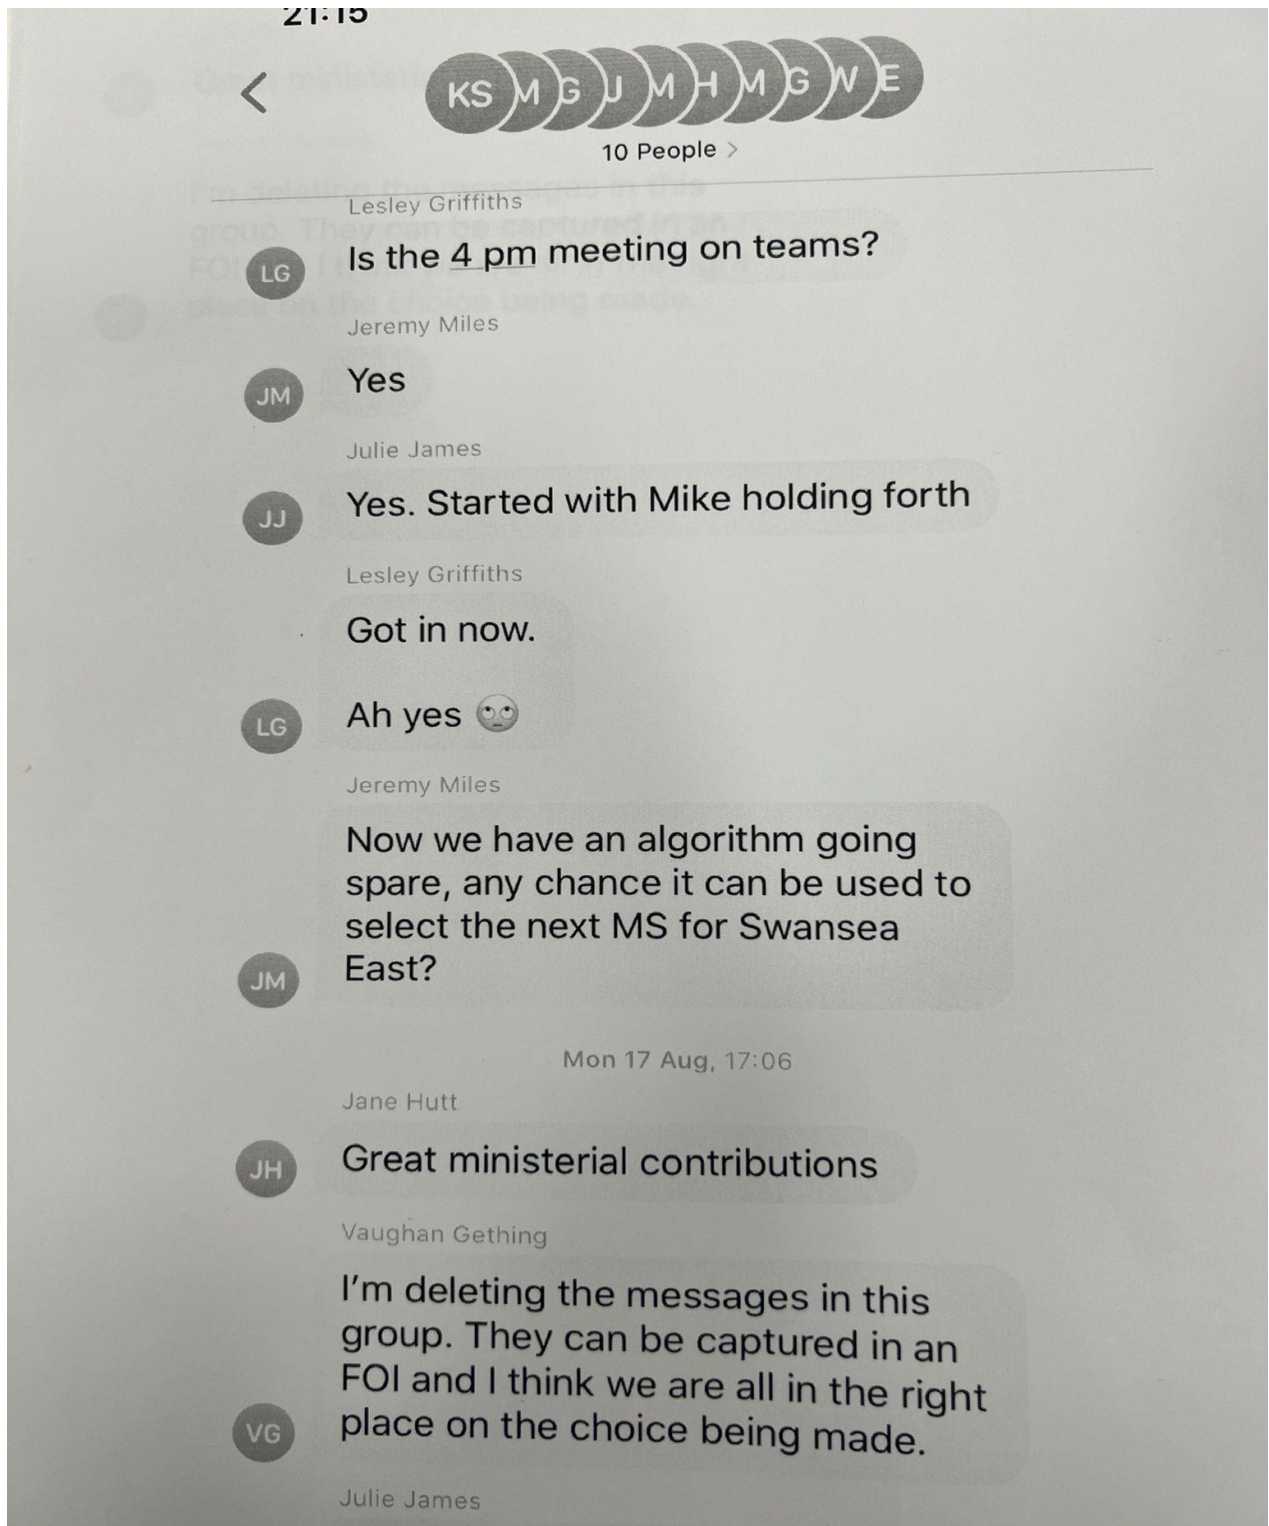 21:15
KS M G J M H M G W E
10 People >
Lesley Griffiths
Is the 4 pm meeting on teams?
LG
Jeremy Miles
Yes
JM
Julie James
Yes. Started with Mike holding forth
JJ
Lesley Griffiths
Got in now.
Ah yes 🙄
LG
Jeremy Miles
Now we have an algorithm going
spare, any chance it can be used to
select the next MS for Swansea
East?
JM
Mon 17 Aug, 17:06
Jane Hutt
Great ministerial contributions
JH
Vaughan Gething
I'm deleting the messages in this
group. They can be captured in an
FOI and I think we are all in the right
place on the choice being made.
VG
Julie James